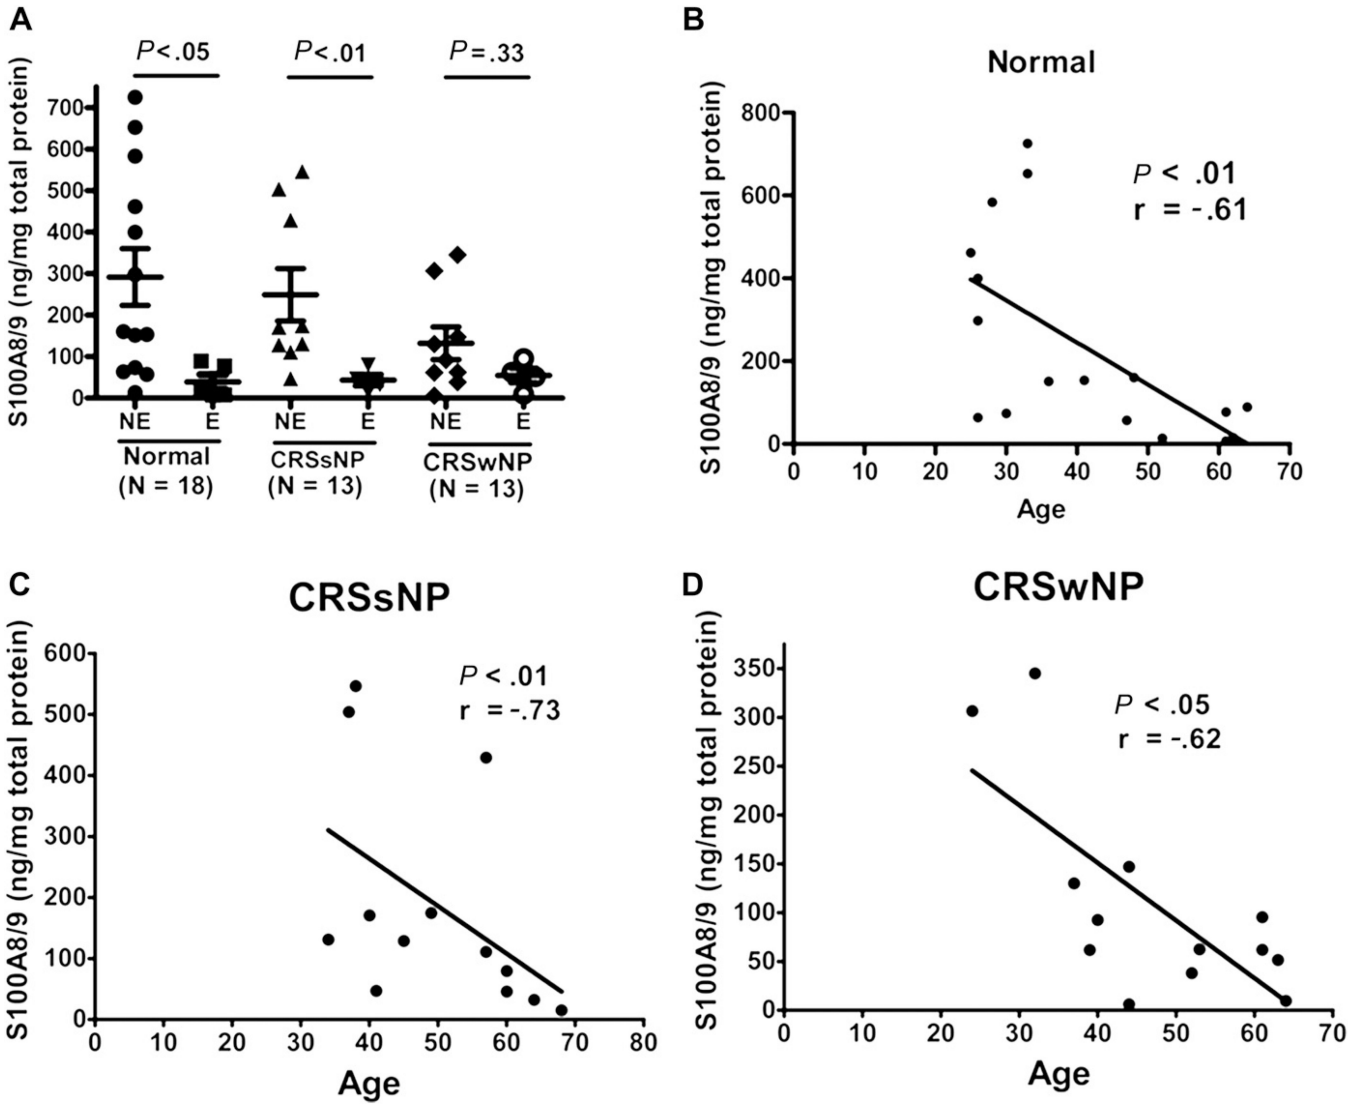 A
P<.05
P<.01
P=.33
S100A8/9 (ng/mg total protein)
700
600
500
400
300
200
100
0
NE E NE E NE E
Normal CRSsNP CRSwNP
(N = 18) (N = 13) (N = 13)
B
Normal
S100A8/9 (ng/mg total protein)
800
600
400
200
0
P < .01
r = -.61
0 10 20 30 40 50 60 70
Age
C
CRSsNP
S100A8/9 (ng/mg total protein)
600
500
400
300
200
100
0
P < .01
r =-.73
0 10 20 30 40 50 60 70 80
Age
D
CRSwNP
S100A8/9 (ng/mg total protein)
350
300
250
200
150
100
50
0
P < .05
r = -.62
0 10 20 30 40 50 60 70
Age